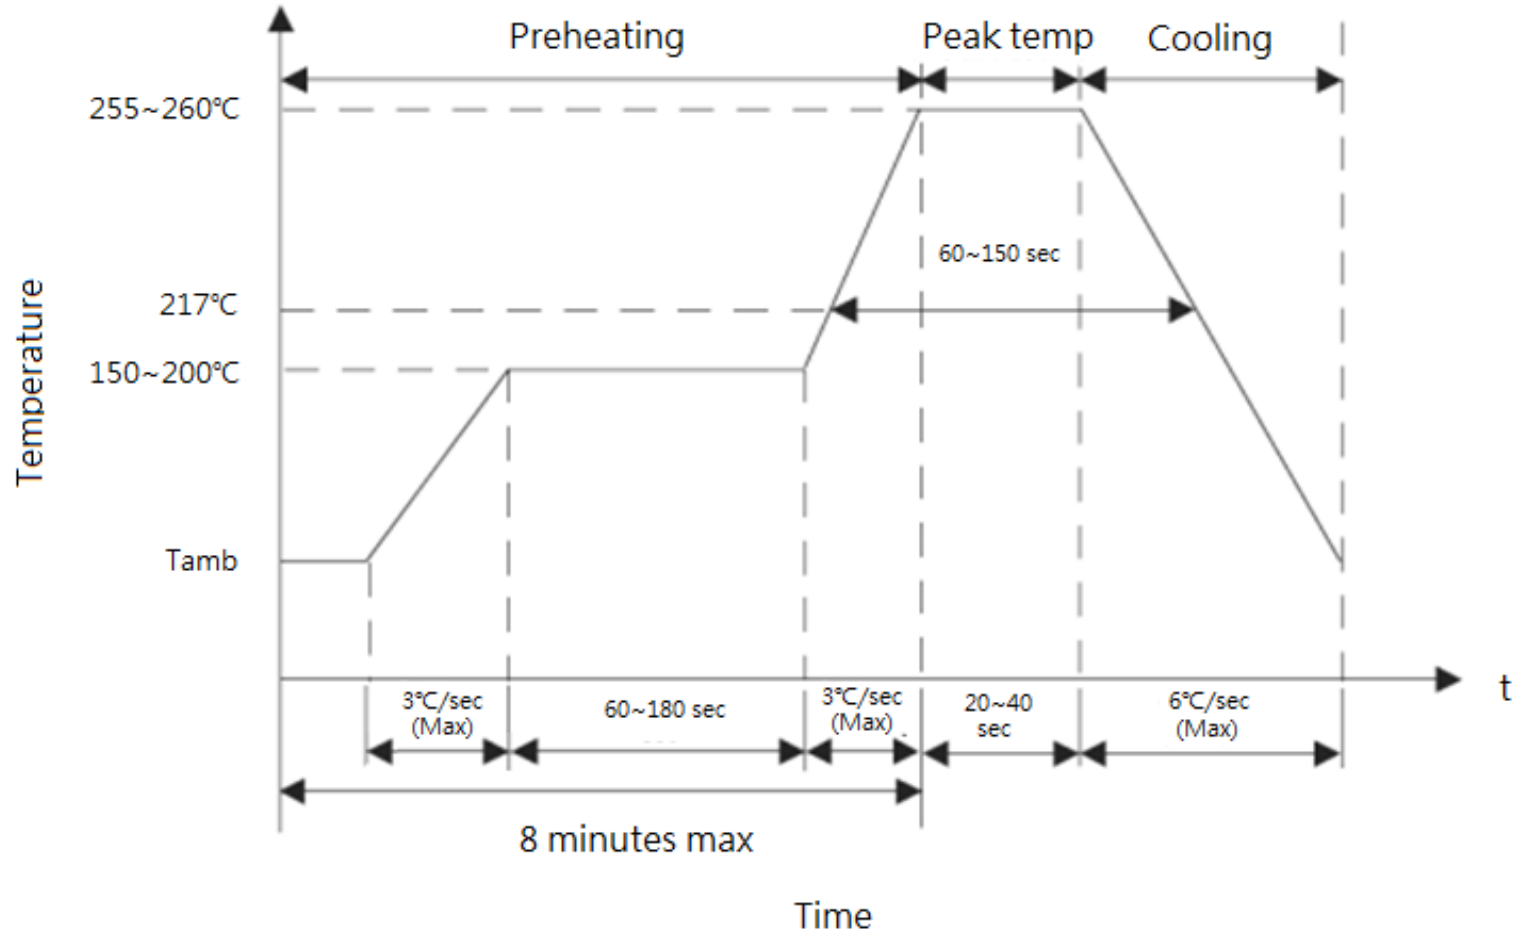 Preheating
Peak temp
Cooling
255~260℃
60~150 sec
217℃
150~200℃
Temperature
Tamb
t
3℃/sec
(Max)
60~180 sec
3℃/sec
(Max)
20~40
sec
6℃/sec
(Max)
8 minutes max
Time